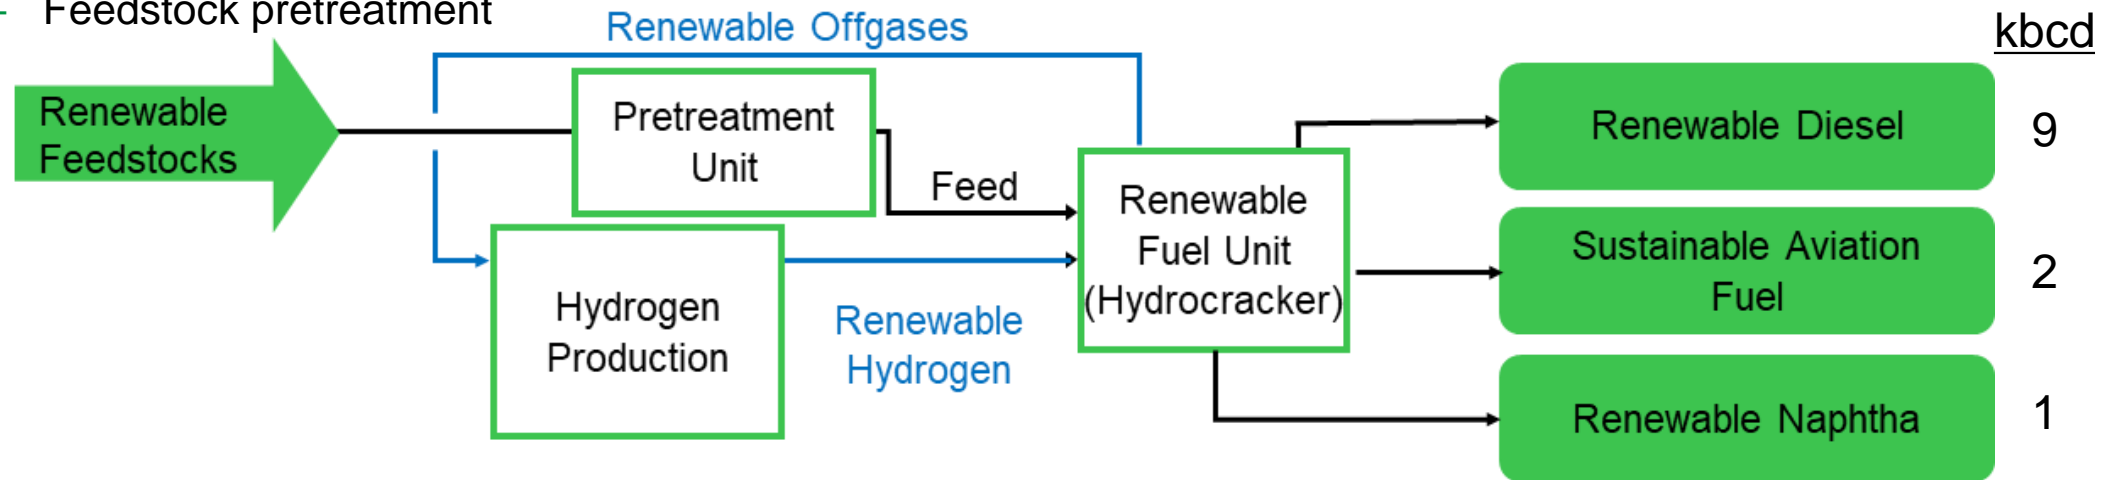 - Feedstock pretreatment
Renewable Offgases
kbcd
Renewable
Feedstocks
Pretreatment
Unit
Feed
Hydrogen
Production
Renewable
Hydrogen
Renewable
Fuel Unit
(Hydrocracker)
Renewable Diesel
9
Sustainable Aviation
Fuel
2
Renewable Naphtha
1